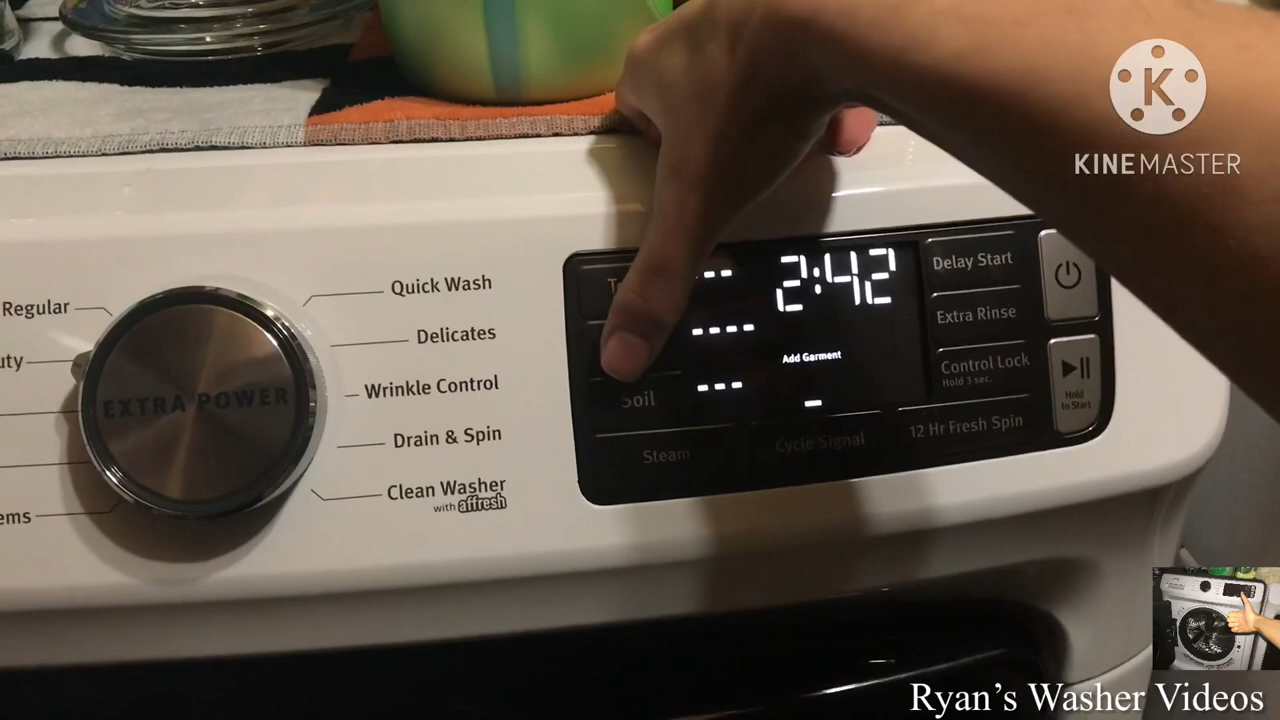 KINEMASTER
Regular
Quick Wash
Delicates
Wrinkle Control
Drain & Spin
Clean Washer
with affresh
EXTRA POWER
uty
ems
2:42
Add Garment
Soil
Steam
Cycle Signal
12 Hr Fresh Spin
Delay Start
Extra Rinse
Control Lock
Hold 3 sec.
Hold
to Start
Ryan's Washer Videos